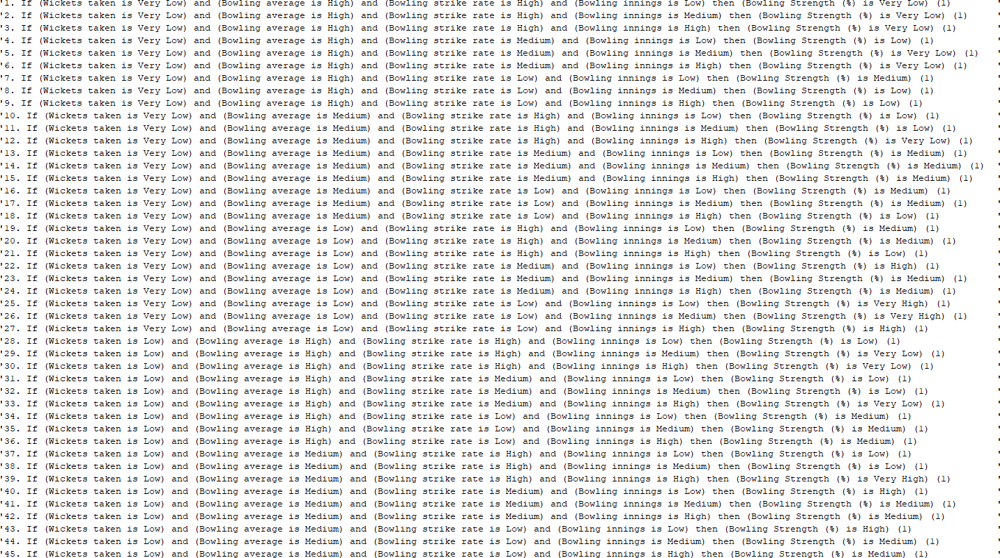 '1. If (Wickets taken is Very Low) and (Bowling average is High) and (Bowling strike rate is High) and (Bowling innings is Low) then (Bowling Strength (%) is Very Low) (1) '
'2. If (Wickets taken is Very Low) and (Bowling average is High) and (Bowling strike rate is High) and (Bowling innings is Medium) then (Bowling Strength (%) is Very Low) (1) '
'3. If (Wickets taken is Very Low) and (Bowling average is High) and (Bowling strike rate is High) and (Bowling innings is High) then (Bowling Strength (%) is Very Low) (1) '
'4. If (Wickets taken is Very Low) and (Bowling average is High) and (Bowling strike rate is Medium) and (Bowling innings is Low) then (Bowling Strength (%) is Low) (1) '
'5. If (Wickets taken is Very Low) and (Bowling average is High) and (Bowling strike rate is Medium) and (Bowling innings is Medium) then (Bowling Strength (%) is Very Low) (1) '
'6. If (Wickets taken is Very Low) and (Bowling average is High) and (Bowling strike rate is Medium) and (Bowling innings is High) then (Bowling Strength (%) is Very Low) (1) '
'7. If (Wickets taken is Very Low) and (Bowling average is High) and (Bowling strike rate is Low) and (Bowling innings is Low) then (Bowling Strength (%) is Medium) (1) '
'8. If (Wickets taken is Very Low) and (Bowling average is High) and (Bowling strike rate is Low) and (Bowling innings is Medium) then (Bowling Strength (%) is Low) (1) '
'9. If (Wickets taken is Very Low) and (Bowling average is High) and (Bowling strike rate is Low) and (Bowling innings is High) then (Bowling Strength (%) is Low) (1) '
'10. If (Wickets taken is Very Low) and (Bowling average is Medium) and (Bowling strike rate is High) and (Bowling innings is Low) then (Bowling Strength (%) is Low) (1) '
'11. If (Wickets taken is Very Low) and (Bowling average is Medium) and (Bowling strike rate is High) and (Bowling innings is Medium) then (Bowling Strength (%) is Low) (1) '
'12. If (Wickets taken is Very Low) and (Bowling average is Medium) and (Bowling strike rate is High) and (Bowling innings is High) then (Bowling Strength (%) is Very Low) (1) '
'13. If (Wickets taken is Very Low) and (Bowling average is Medium) and (Bowling strike rate is Medium) and (Bowling innings is Low) then (Bowling Strength (%) is Medium) (1) '
'14. If (Wickets taken is Very Low) and (Bowling average is Medium) and (Bowling strike rate is Medium) and (Bowling innings is Medium) then (Bowling Strength (%) is Medium) (1) '
'15. If (Wickets taken is Very Low) and (Bowling average is Medium) and (Bowling strike rate is Medium) and (Bowling innings is High) then (Bowling Strength (%) is Medium) (1) '
'16. If (Wickets taken is Very Low) and (Bowling average is Medium) and (Bowling strike rate is Low) and (Bowling innings is Low) then (Bowling Strength (%) is Medium) (1) '
'17. If (Wickets taken is Very Low) and (Bowling average is Medium) and (Bowling strike rate is Low) and (Bowling innings is Medium) then (Bowling Strength (%) is Medium) (1) '
'18. If (Wickets taken is Very Low) and (Bowling average is Medium) and (Bowling strike rate is Low) and (Bowling innings is High) then (Bowling Strength (%) is Low) (1) '
'19. If (Wickets taken is Very Low) and (Bowling average is Low) and (Bowling strike rate is High) and (Bowling innings is Low) then (Bowling Strength (%) is Medium) (1) '
'20. If (Wickets taken is Very Low) and (Bowling average is Low) and (Bowling strike rate is High) and (Bowling innings is Medium) then (Bowling Strength (%) is Medium) (1) '
'21. If (Wickets taken is Very Low) and (Bowling average is Low) and (Bowling strike rate is High) and (Bowling innings is High) then (Bowling Strength (%) is Low) (1) '
'22. If (Wickets taken is Very Low) and (Bowling average is Low) and (Bowling strike rate is Medium) and (Bowling innings is Low) then (Bowling Strength (%) is High) (1) '
'23. If (Wickets taken is Very Low) and (Bowling average is Low) and (Bowling strike rate is Medium) and (Bowling innings is Medium) then (Bowling Strength (%) is Medium) (1) '
'24. If (Wickets taken is Very Low) and (Bowling average is Low) and (Bowling strike rate is Medium) and (Bowling innings is High) then (Bowling Strength (%) is Medium) (1) '
'25. If (Wickets taken is Very Low) and (Bowling average is Low) and (Bowling strike rate is Low) and (Bowling innings is Low) then (Bowling Strength (%) is Very High) (1) '
'26. If (Wickets taken is Very Low) and (Bowling average is Low) and (Bowling strike rate is Low) and (Bowling innings is Medium) then (Bowling Strength (%) is Very High) (1) '
'27. If (Wickets taken is Very Low) and (Bowling average is Low) and (Bowling strike rate is Low) and (Bowling innings is High) then (Bowling Strength (%) is High) (1) '
'28. If (Wickets taken is Low) and (Bowling average is High) and (Bowling strike rate is High) and (Bowling innings is Low) then (Bowling Strength (%) is Low) (1) '
'29. If (Wickets taken is Low) and (Bowling average is High) and (Bowling strike rate is High) and (Bowling innings is Medium) then (Bowling Strength (%) is Very Low) (1) '
'30. If (Wickets taken is Low) and (Bowling average is High) and (Bowling strike rate is High) and (Bowling innings is High) then (Bowling Strength (%) is Very Low) (1) '
'31. If (Wickets taken is Low) and (Bowling average is High) and (Bowling strike rate is Medium) and (Bowling innings is Low) then (Bowling Strength (%) is Low) (1) '
'32. If (Wickets taken is Low) and (Bowling average is High) and (Bowling strike rate is Medium) and (Bowling innings is Medium) then (Bowling Strength (%) is Low) (1) '
'33. If (Wickets taken is Low) and (Bowling average is High) and (Bowling strike rate is Medium) and (Bowling innings is High) then (Bowling Strength (%) is Very Low) (1) '
'34. If (Wickets taken is Low) and (Bowling average is High) and (Bowling strike rate is Low) and (Bowling innings is Low) then (Bowling Strength (%) is Medium) (1) '
'35. If (Wickets taken is Low) and (Bowling average is High) and (Bowling strike rate is Low) and (Bowling innings is Medium) then (Bowling Strength (%) is Medium) (1) '
'36. If (Wickets taken is Low) and (Bowling average is High) and (Bowling strike rate is Low) and (Bowling innings is High) then (Bowling Strength (%) is Medium) (1) '
'37. If (Wickets taken is Low) and (Bowling average is Medium) and (Bowling strike rate is High) and (Bowling innings is Low) then (Bowling Strength (%) is Low) (1) '
'38. If (Wickets taken is Low) and (Bowling average is Medium) and (Bowling strike rate is High) and (Bowling innings is Medium) then (Bowling Strength (%) is Low) (1) '
'39. If (Wickets taken is Low) and (Bowling average is Medium) and (Bowling strike rate is High) and (Bowling innings is High) then (Bowling Strength (%) is Very High) (1) '
'40. If (Wickets taken is Low) and (Bowling average is Medium) and (Bowling strike rate is Medium) and (Bowling innings is Low) then (Bowling Strength (%) is High) (1) '
'41. If (Wickets taken is Low) and (Bowling average is Medium) and (Bowling strike rate is Medium) and (Bowling innings is Medium) then (Bowling Strength (%) is Medium) (1) '
'42. If (Wickets taken is Low) and (Bowling average is Medium) and (Bowling strike rate is Medium) and (Bowling innings is High) then (Bowling Strength (%) is Medium) (1) '
'43. If (Wickets taken is Low) and (Bowling average is Medium) and (Bowling strike rate is Low) and (Bowling innings is Low) then (Bowling Strength (%) is High) (1) '
'44. If (Wickets taken is Low) and (Bowling average is Medium) and (Bowling strike rate is Low) and (Bowling innings is Medium) then (Bowling Strength (%) is Medium) (1) '
'45. If (Wickets taken is Low) and (Bowling average is Medium) and (Bowling strike rate is Low) and (Bowling innings is High) then (Bowling Strength (%) is Medium) (1) '